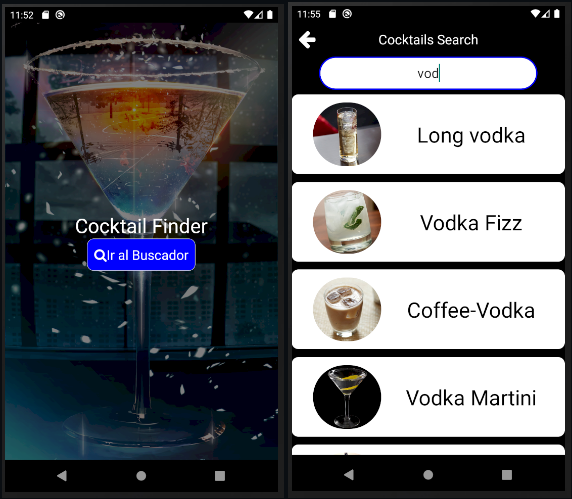 11:52
Cocktail Finder
Ir al Buscador
11:55
Cocktails Search
vod
Long vodka
Vodka Fizz
Coffee-Vodka
Vodka Martini